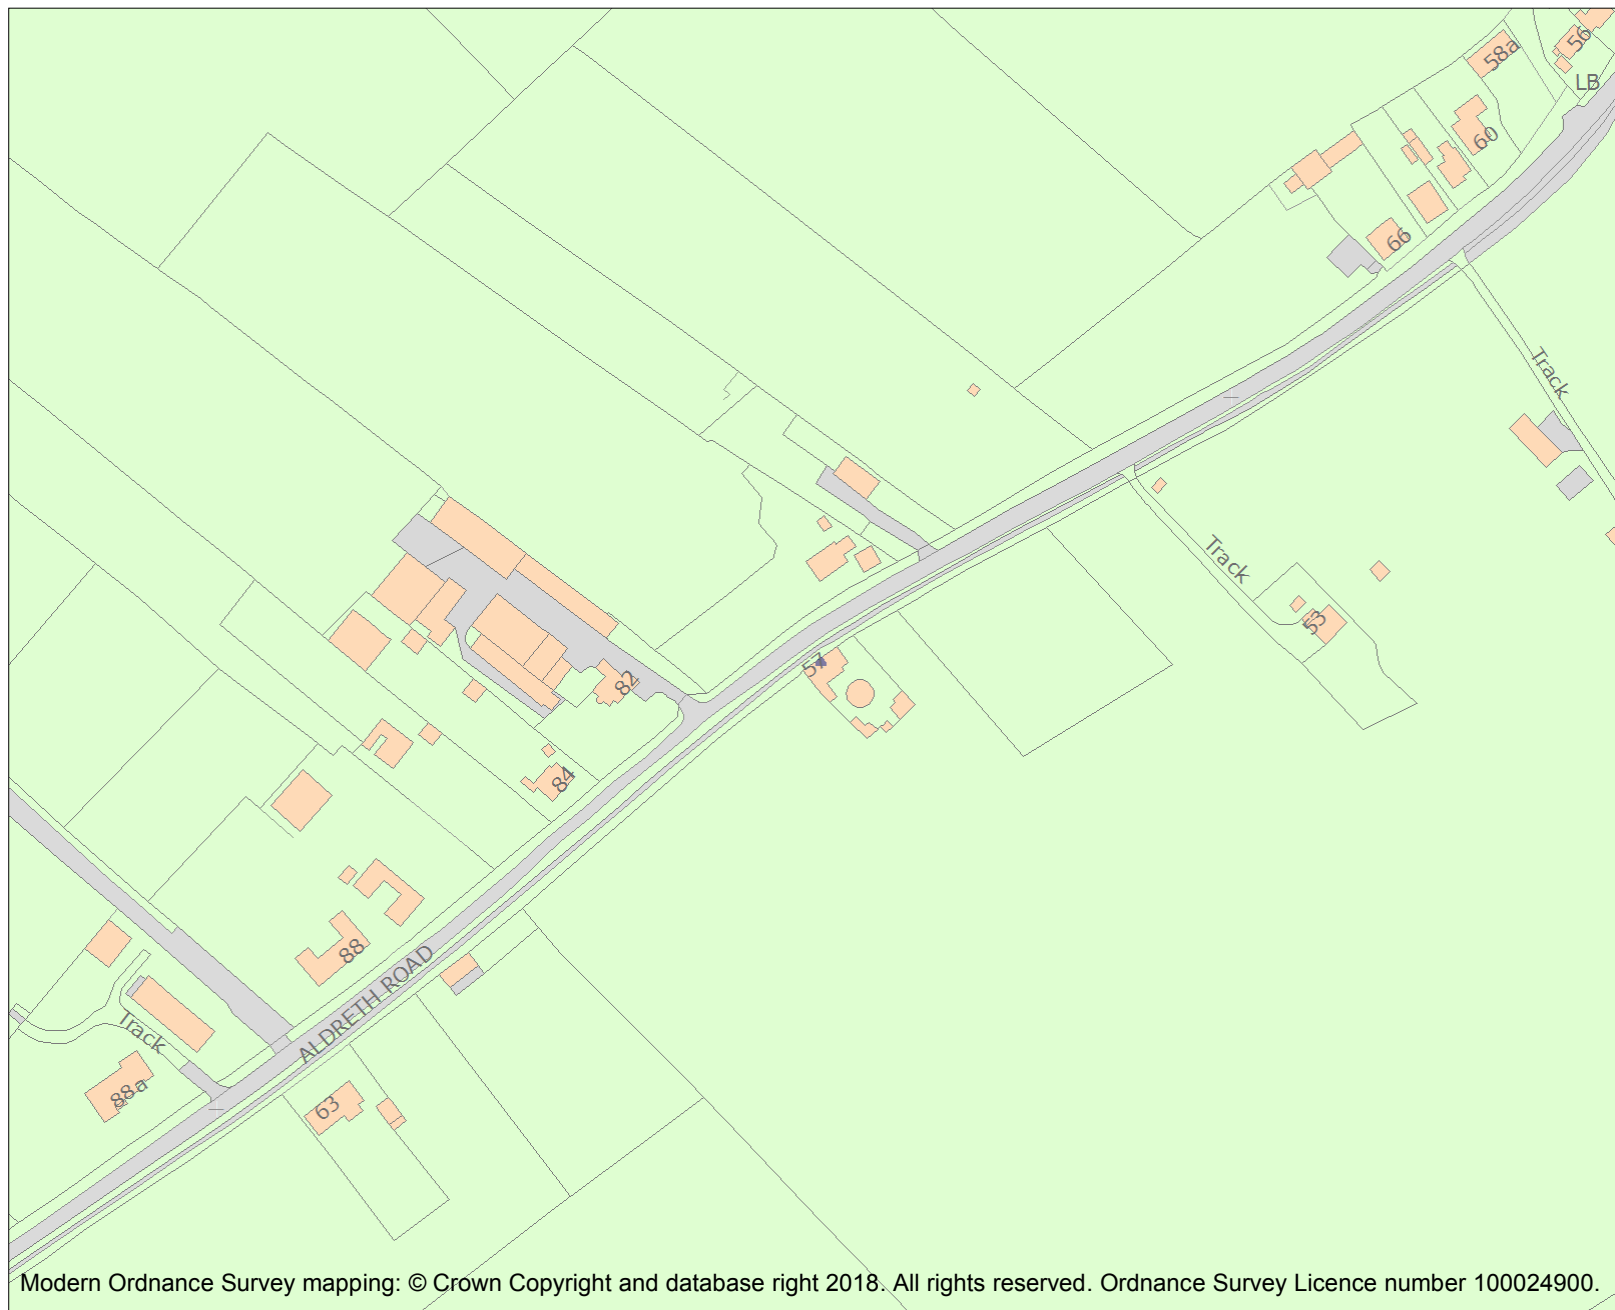 56
58a
LB
60
66
Track
Track
53
57
82
84
88
ALDRETH ROAD
Track
88a
63
Modern Ordnance Survey mapping: © Crown Copyright and database right 2018. All rights reserved. Ordnance Survey Licence number 100024900.